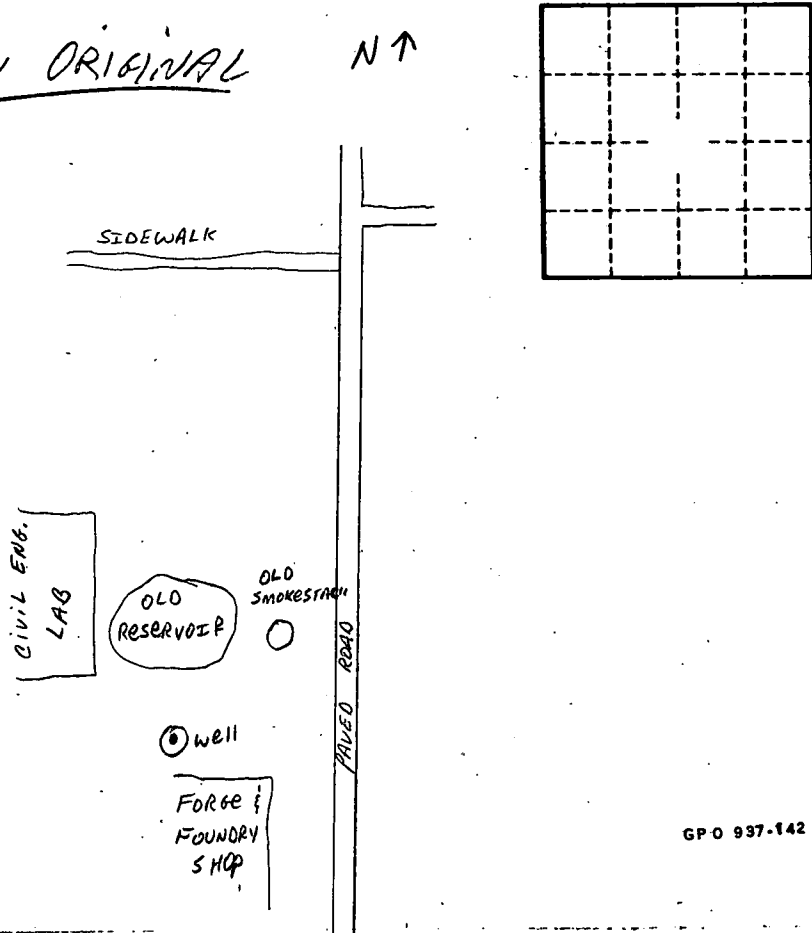 ORIGINAL
N ↑
SIDEWALK
CIVIL ENG.
LAB
OLD
RESERVOIR
OLD
SMOKESTACK
PAVED ROAD
well
FORGE &
FOUNDRY
SHOP
GPO 937-142